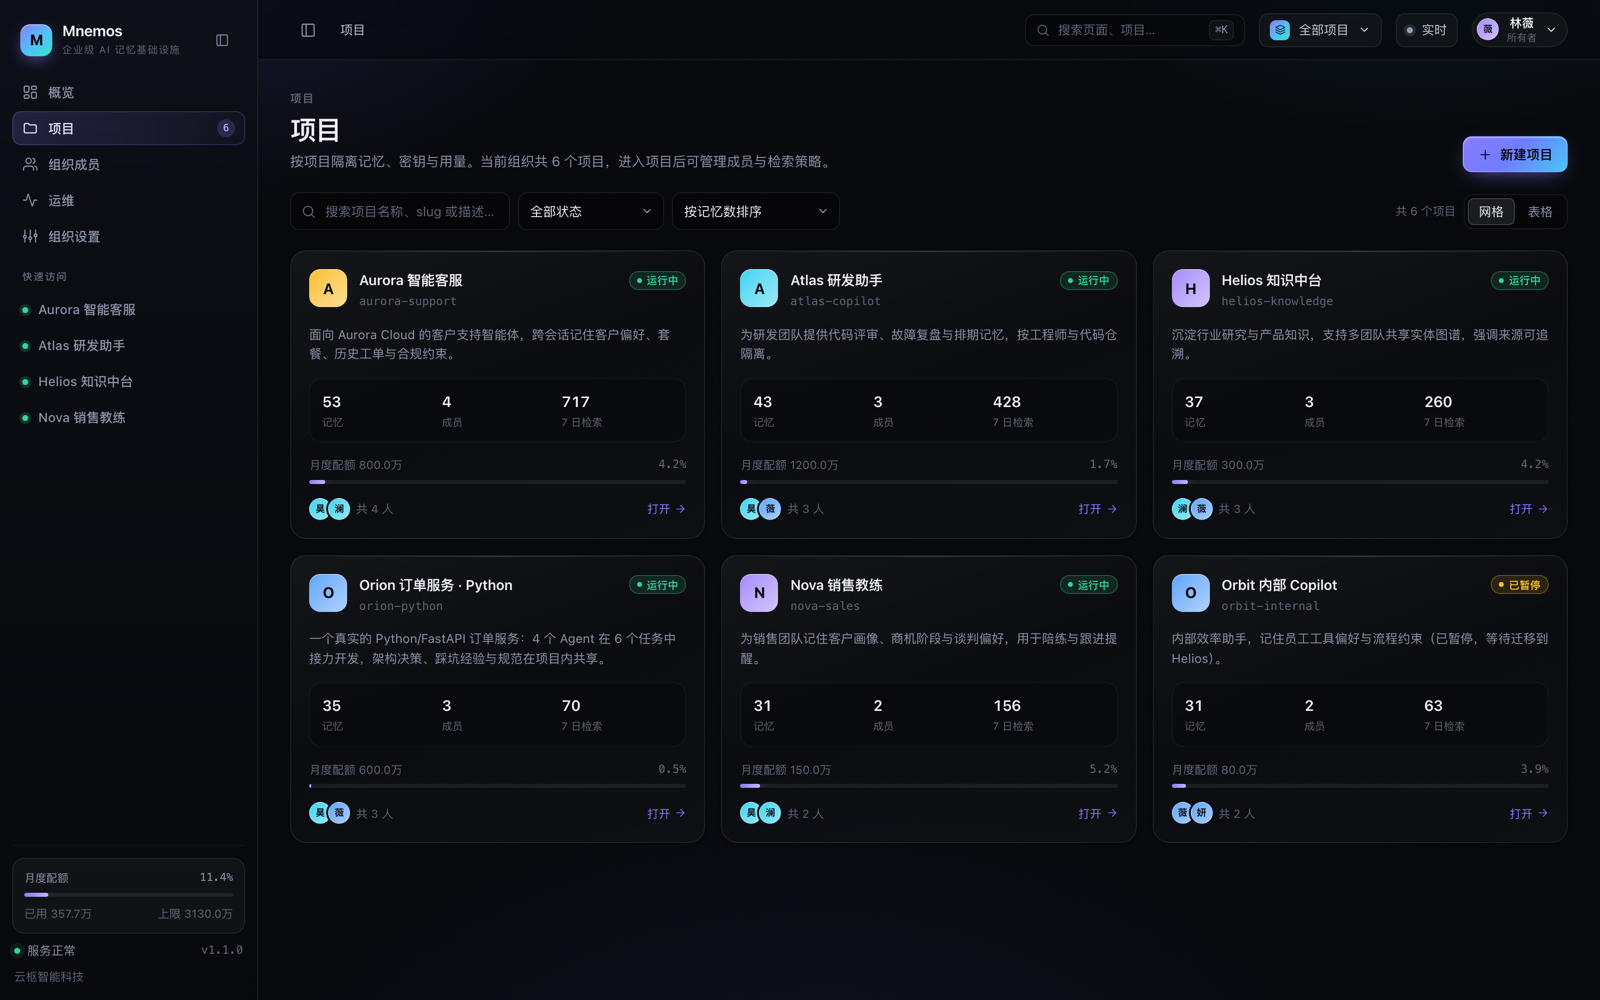 M
Mnemos
企业级 AI 记忆基础设施
概览
项目
6
组织成员
运维
组织设置
快速访问
Aurora 智能客服
Atlas 研发助手
Helios 知识中台
Nova 销售教练
月度配额
11.4%
已用 357.7万
上限 3130.0万
服务正常
v1.1.0
云枢智能科技
项目
搜索页面、项目...
⌘K
全部项目
实时
薇
林薇
所有者
项目
项目
按项目隔离记忆、密钥与用量。当前组织共 6 个项目，进入项目后可管理成员与检索策略。
新建项目
搜索项目名称、slug 或描述...
全部状态
按记忆数排序
共 6 个项目
网格
表格
A
Aurora 智能客服
aurora-support
运行中
面向 Aurora Cloud 的客户支持智能体，跨会话记住客户偏好、套
餐、历史工单与合规约束。
53
记忆
4
成员
717
7 日检索
月度配额 800.0万
4.2%
昊
澜
共 4 人
打开
A
Atlas 研发助手
atlas-copilot
运行中
为研发团队提供代码评审、故障复盘与排期记忆，按工程师与代码仓
隔离。
43
记忆
3
成员
428
7 日检索
月度配额 1200.0万
1.7%
昊
薇
共 3 人
打开
H
Helios 知识中台
helios-knowledge
运行中
沉淀行业研究与产品知识，支持多团队共享实体图谱，强调来源可追
溯。
37
记忆
3
成员
260
7 日检索
月度配额 300.0万
4.2%
澜
薇
共 3 人
打开
O
Orion 订单服务 · Python
orion-python
运行中
一个真实的 Python/FastAPI 订单服务：4 个 Agent 在 6 个任务中
接力开发，架构决策、踩坑经验与规范在项目内共享。
35
记忆
3
成员
70
7 日检索
月度配额 600.0万
0.5%
昊
薇
共 3 人
打开
N
Nova 销售教练
nova-sales
运行中
为销售团队记住客户画像、商机阶段与谈判偏好，用于陪练与跟进提
醒。
31
记忆
2
成员
156
7 日检索
月度配额 150.0万
5.2%
昊
澜
共 2 人
打开
O
Orbit 内部 Copilot
orbit-internal
已暂停
内部效率助手，记住员工工具偏好与流程约束（已暂停，等待迁移到
Helios）。
31
记忆
2
成员
63
7 日检索
月度配额 80.0万
3.9%
薇
妍
共 2 人
打开